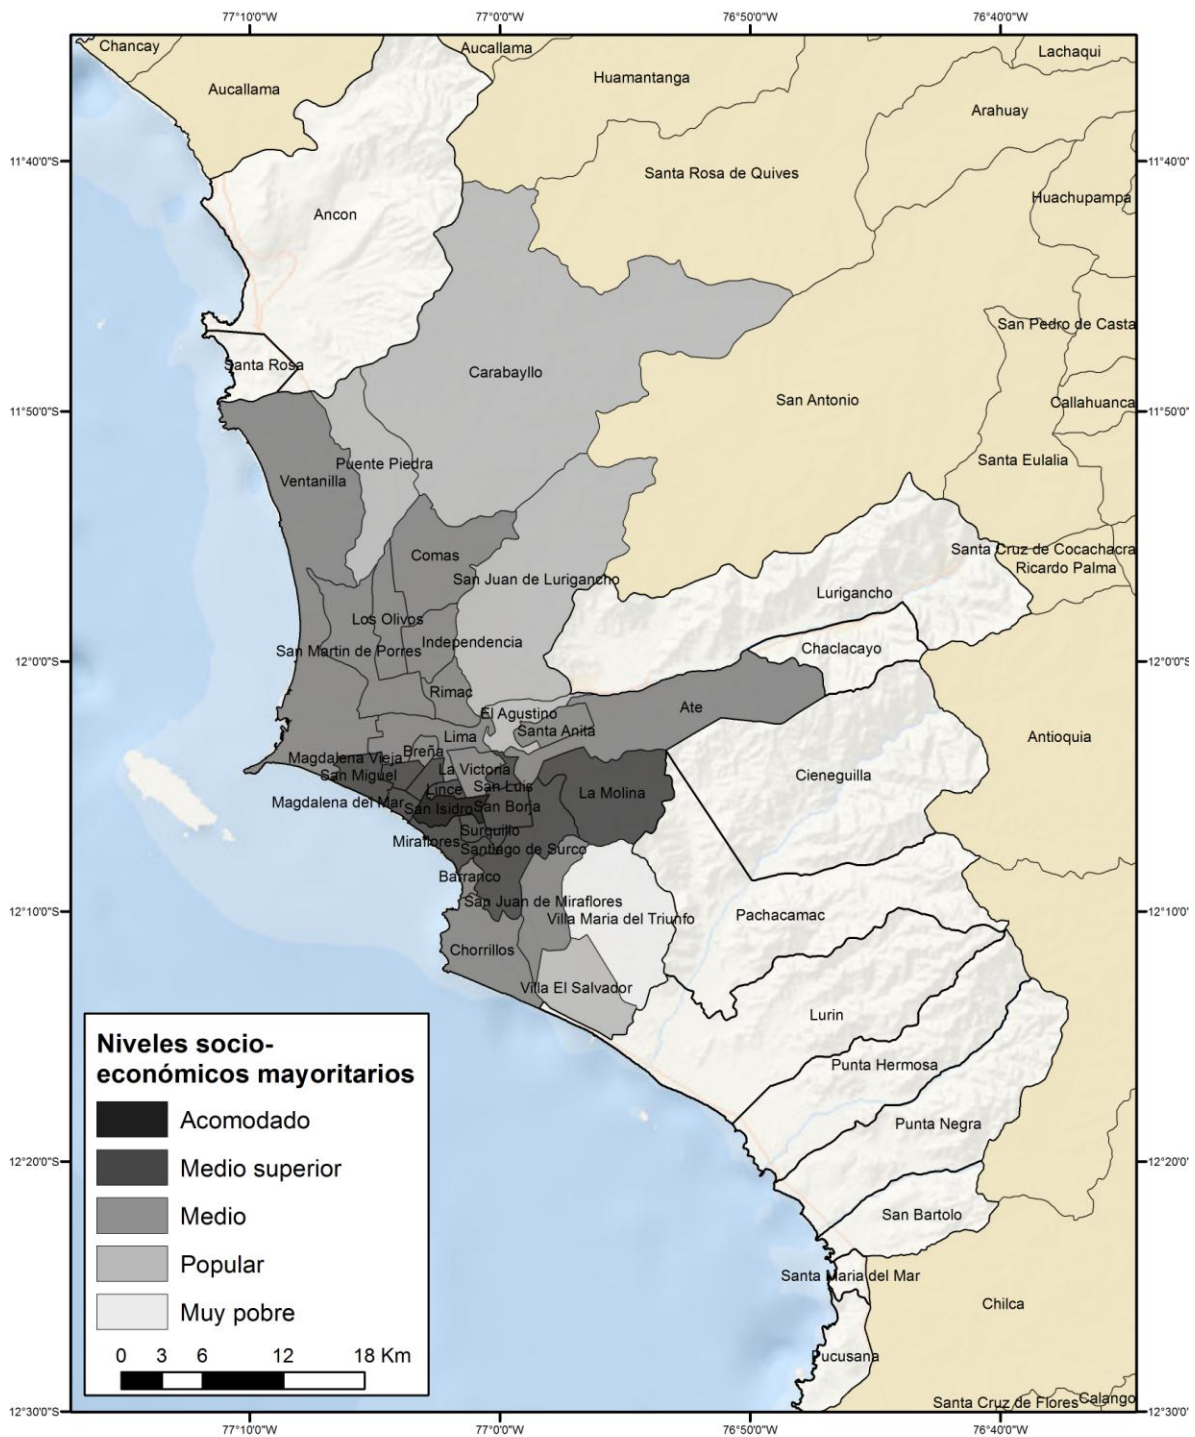 77°10'0"W 77°0'0"W 76°50'0"W 76°40'0"W
Chancay
Aucallama
Lachaqui
Aucallama
Huamantanga
Arahuay
11°40'0"S
11°40'0"S
Santa Rosa de Quives
Huachupampa
Ancon
San Pedro de Casta
Santa Rosa
Carabayllo
San Antonio
Callahuanca
11°50'0"S
11°50'0"S
Puente Piedra
Santa Eulalia
Ventanilla
Comas
Santa Cruz de Cocachacra
San Juan de Lurigancho
Ricardo Palma
Lurigancho
Los Olivos
Independencia
San Martin de Porres
Chaclacayo
12°0'0"S
12°0'0"S
Rimac
El Agustino
Ate
Santa Anita
Lima
Antioquia
Breña
Magdalena Vieja
La Victoria
San Miguel
Cieneguilla
San Luis
Lince
La Molina
Magdalena del Mar
San Isidro
San Borja
Surquillo
Miraflores
Santiago de Surco
Barranco
San Juan de Miraflores
12°10'0"S
12°10'0"S
Villa Maria del Triunfo
Pachacamac
Chorrillos
Villa El Salvador
Lurin
Punta Hermosa
Punta Negra
12°20'0"S
12°20'0"S
San Bartolo
Santa Maria del Mar
Chilca
Pucusana
Santa Cruz de Flores
Calango
12°30'0"S
12°30'0"S
Niveles socio-
económicos mayoritarios
Acomodado
Medio superior
Medio
Popular
Muy pobre
0 3 6 12 18 Km
77°10'0"W 77°0'0"W 76°50'0"W 76°40'0"W